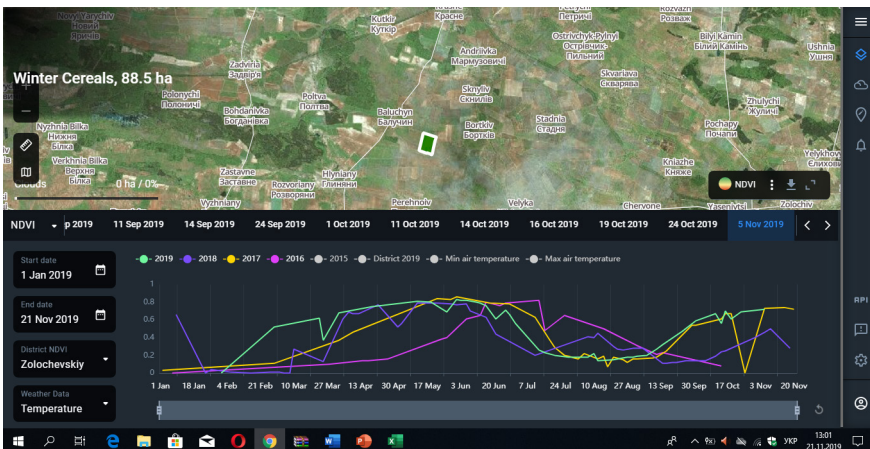 Novyi Yarychiv
Новий
Яричів
Kutkir
Куткір
Krasne
Красне
Petrychi
Петричі
Rozvazh
Розваж
Zadviria
Задвір'я
Andriivka
Мармузовичі
Ostrivchyk-Pylnyi
Острівчик-
Пильний
Bilyi Kamin
Білий Камінь
Ushnia
Ушня
Winter Cereals, 88.5 ha
Polonychi
Полоничі
Bohdanivka
Богданівка
Poltva
Полтва
Sknyliv
Скнилів
Skvariava
Скварява
Zhulychi
Жуличі
Nyzhnia Bilka
Нижня
Білка
Baluchyn
Балучин
Bortkiv
Бортків
Stadnia
Стадня
Pochapy
Почапи
Verkhnia Bilka
Верхня
Білка
Zastavne
Заставне
Rozvoriany
Розворяни
Hlyniany
Глиняни
Kniazhe
Княже
Yelykhov
Єлихови
Clouds
0 ha / 0%
NDVI
Vyzhniany
Perehnoiv
Velyka
Chervone
Yasenivtsi
Zolochiv
NDVI
p 2019
11 Sep 2019
14 Sep 2019
24 Sep 2019
1 Oct 2019
11 Oct 2019
14 Oct 2019
16 Oct 2019
19 Oct 2019
24 Oct 2019
5 Nov 2019
Start date
1 Jan 2019
End date
21 Nov 2019
District NDVI
Zolochevskiy
Weather Data
Temperature
2019
2018
2017
2016
2015
District 2019
Min air temperature
Max air temperature
1
0.8
0.6
0.4
0.2
0
1 Jan
18 Jan
4 Feb
21 Feb
10 Mar
27 Mar
13 Apr
30 Apr
17 May
3 Jun
20 Jun
7 Jul
24 Jul
10 Aug
27 Aug
13 Sep
30 Sep
17 Oct
3 Nov
20 Nov
API
УКР
13:01
21.11.2019